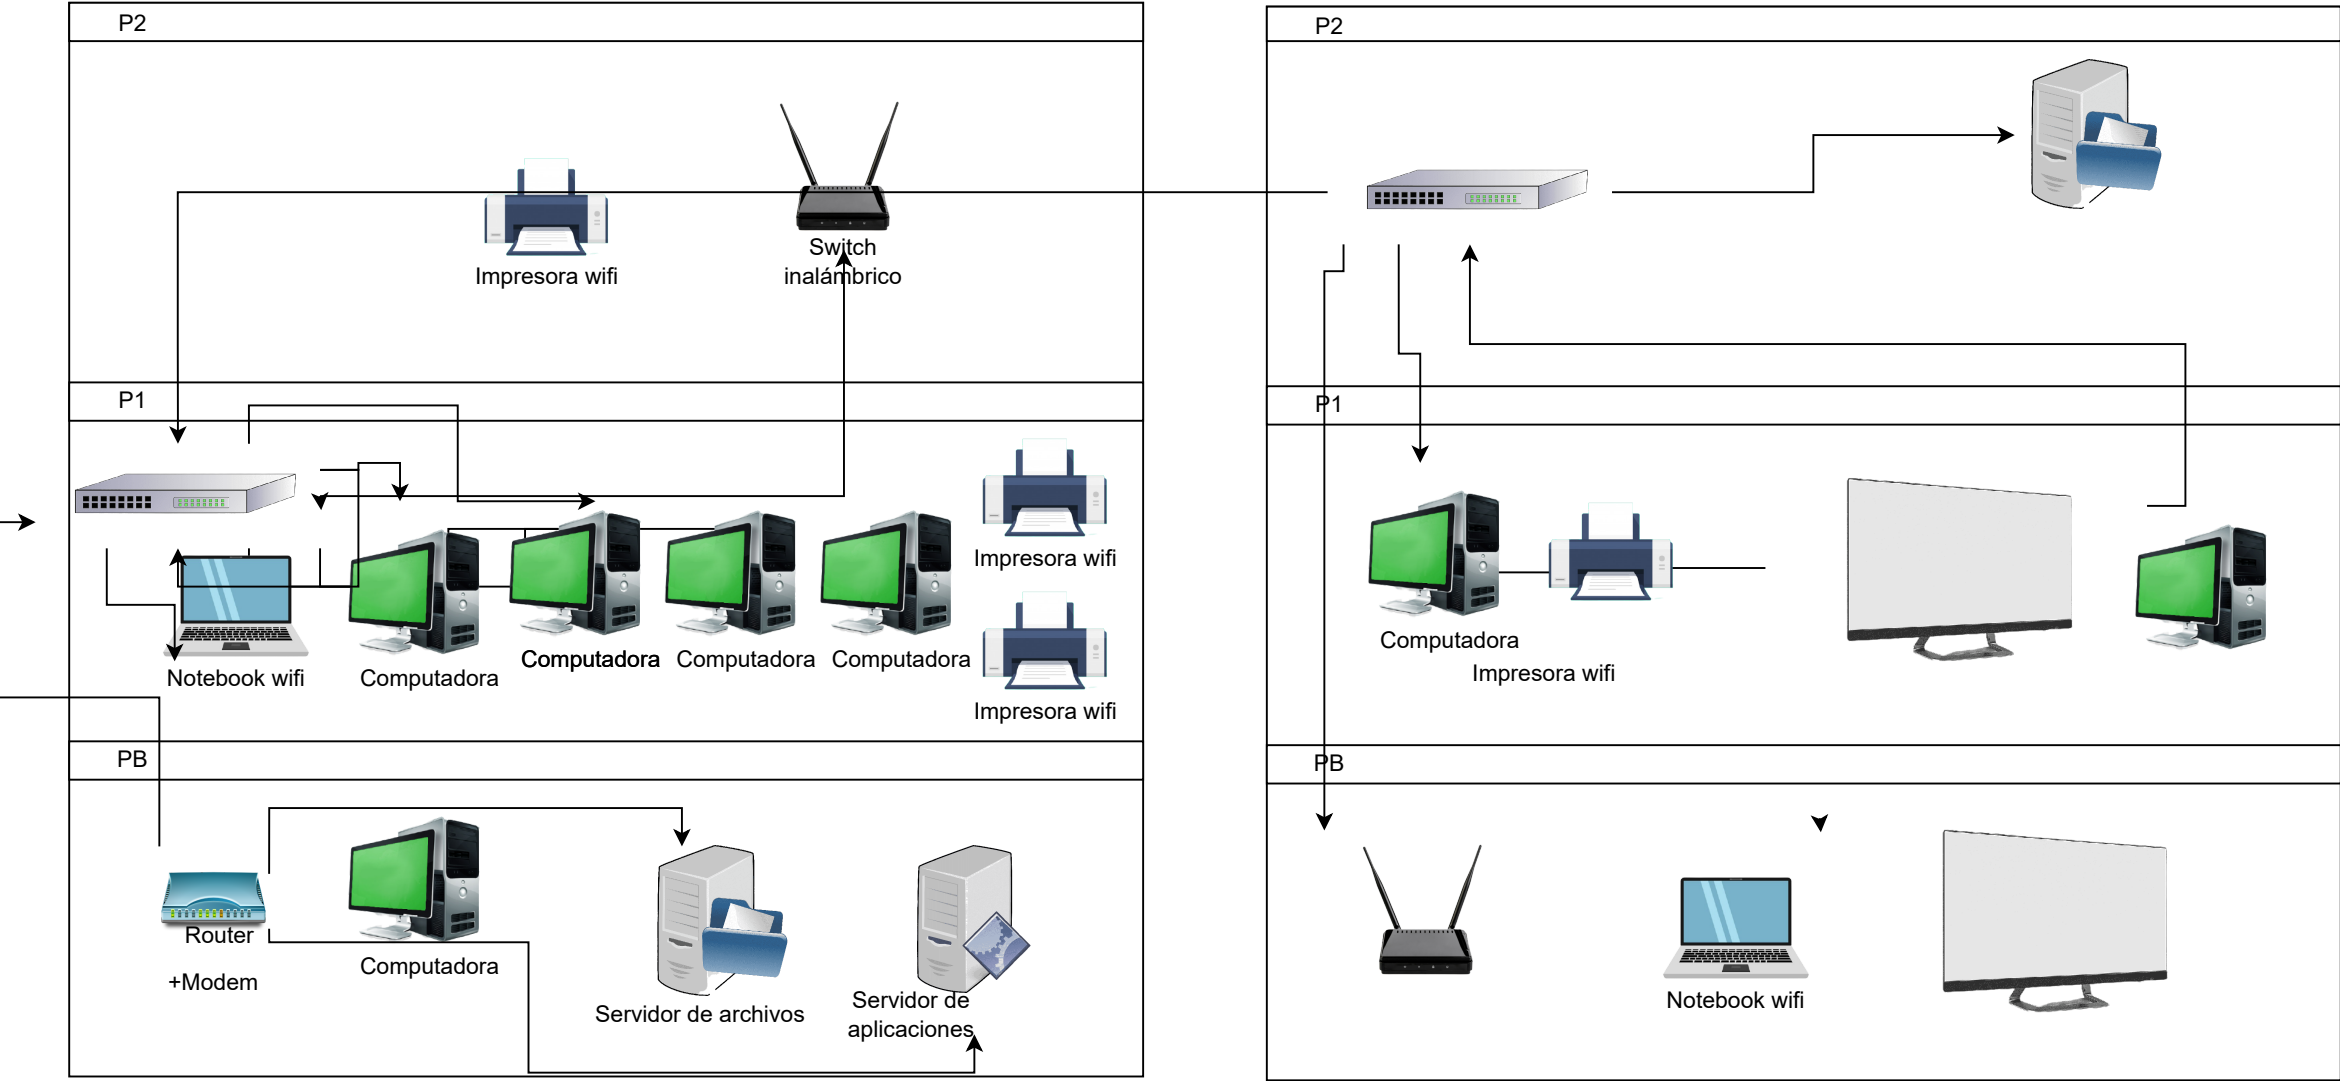 P2
Impresora wifi
Switch
inalámbrico
P1
Impresora wifi
Notebook wifi
Computadora
Computadora
Computadora
Computadora
Impresora wifi
PB
Router
+Modem
Computadora
Servidor de archivos
Servidor de
aplicaciones
P2
P1
Computadora
Impresora wifi
PB
Notebook wifi